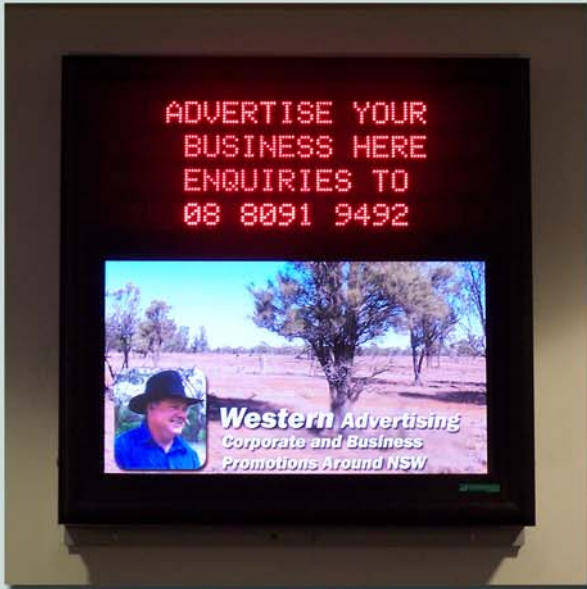 ADVERTISE YOUR
BUSINESS HERE
ENQUIRIES TO
08 8091 9492
Western Advertising
Corporate and Business
Promotions Around NSW